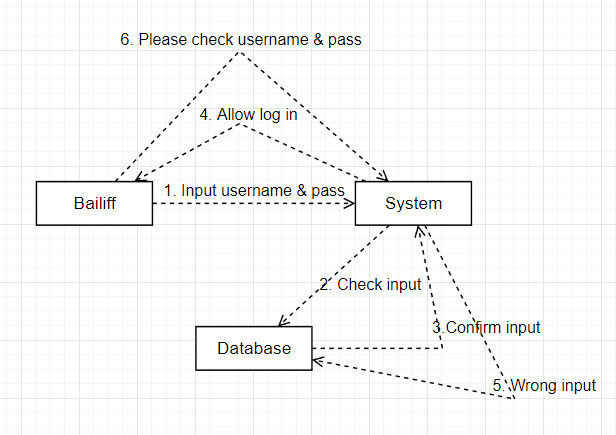 6. Please check username & pass
4. Allow log in
1. Input username & pass
Bailiff
System
2. Check input
3.Confirm input
Database
5. Wrong input